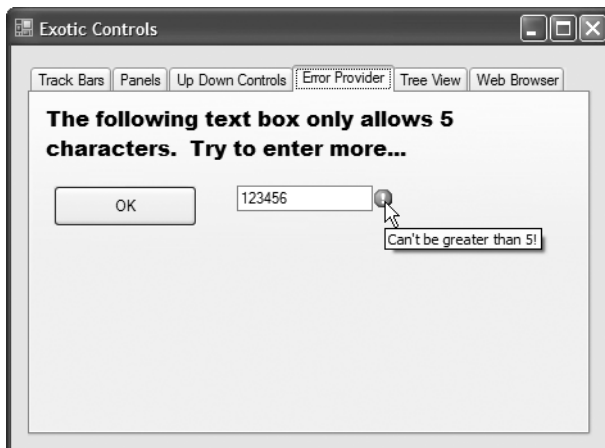 Exotic Controls
Track Bars Panels Up Down Controls Error Provider Tree View Web Browser
The following text box only allows 5
characters. Try to enter more...
OK 123456
Can't be greater than 5!